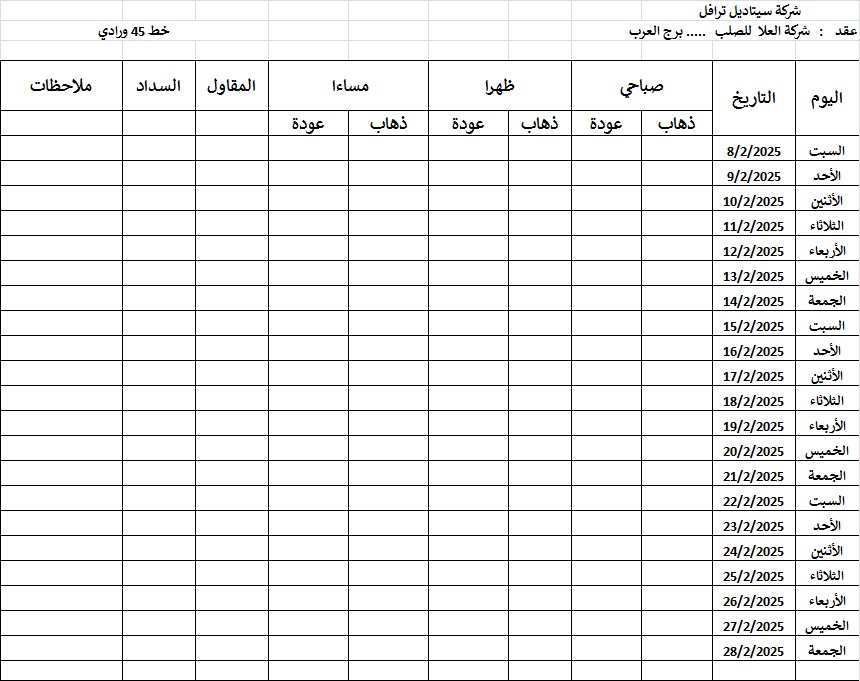 شركة سيتاديل ترافل
عقد : شركة العلا للصلب ..... برج العرب خط 45 ورادي
اليوم التاريخ صباحي ظهرا مساءا المقاول السداد ملاحظات
ذهاب عودة ذهاب عودة ذهاب عودة
السبت 8/2/2025
الأحد 9/2/2025
الأثنين 10/2/2025
الثلاثاء 11/2/2025
الأربعاء 12/2/2025
الخميس 13/2/2025
الجمعة 14/2/2025
السبت 15/2/2025
الأحد 16/2/2025
الأثنين 17/2/2025
الثلاثاء 18/2/2025
الأربعاء 19/2/2025
الخميس 20/2/2025
الجمعة 21/2/2025
السبت 22/2/2025
الأحد 23/2/2025
الأثنين 24/2/2025
الثلاثاء 25/2/2025
الأربعاء 26/2/2025
الخميس 27/2/2025
الجمعة 28/2/2025